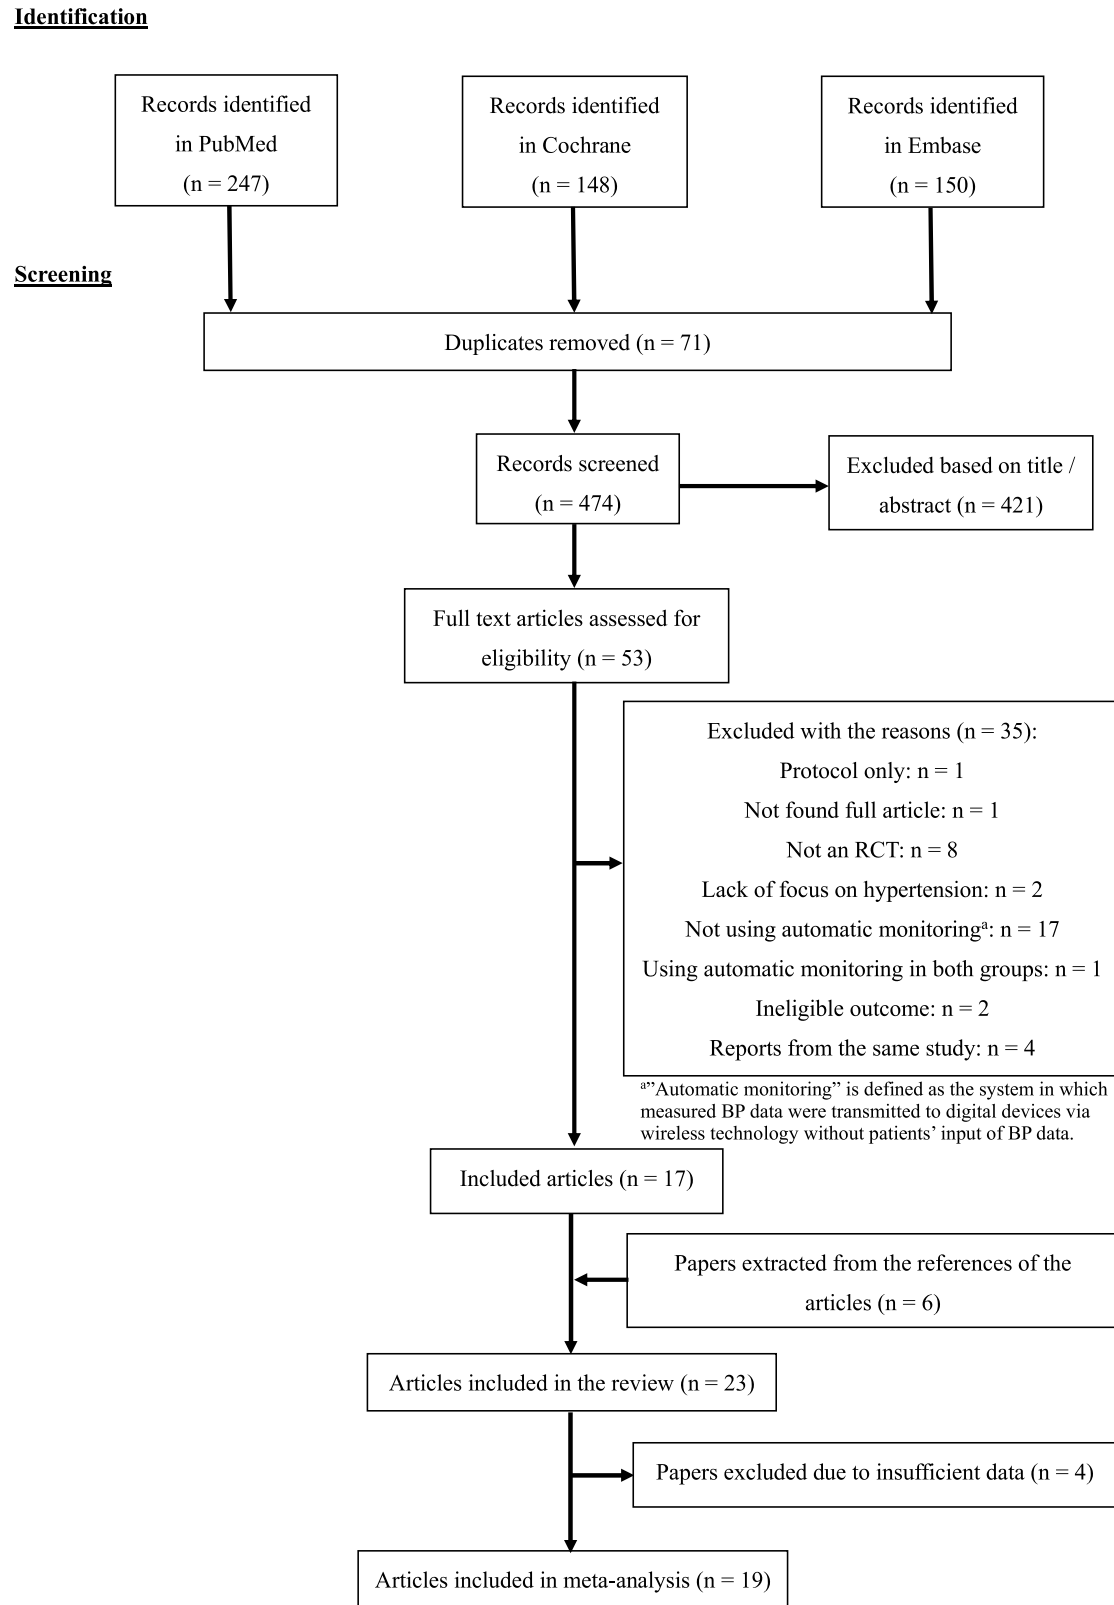 Identification
Records identified
in PubMed
(n = 247)
Records identified
in Cochrane
(n = 148)
Records identified
in Embase
(n = 150)
Screening
Duplicates removed (n = 71)
Records screened
(n = 474)
Excluded based on title /
abstract (n = 421)
Full text articles assessed for
eligibility (n = 53)
Excluded with the reasons (n = 35):
Protocol only: n = 1
Not found full article: n = 1
Not an RCT: n = 8
Lack of focus on hypertension: n = 2
Not using automatic monitoringᵃ: n = 17
Using automatic monitoring in both groups: n = 1
Ineligible outcome: n = 2
Reports from the same study: n = 4
ᵃ”Automatic monitoring” is defined as the system in which
measured BP data were transmitted to digital devices via
wireless technology without patients’ input of BP data.
Included articles (n = 17)
Papers extracted from the references of the
articles (n = 6)
Articles included in the review (n = 23)
Papers excluded due to insufficient data (n = 4)
Articles included in meta-analysis (n = 19)